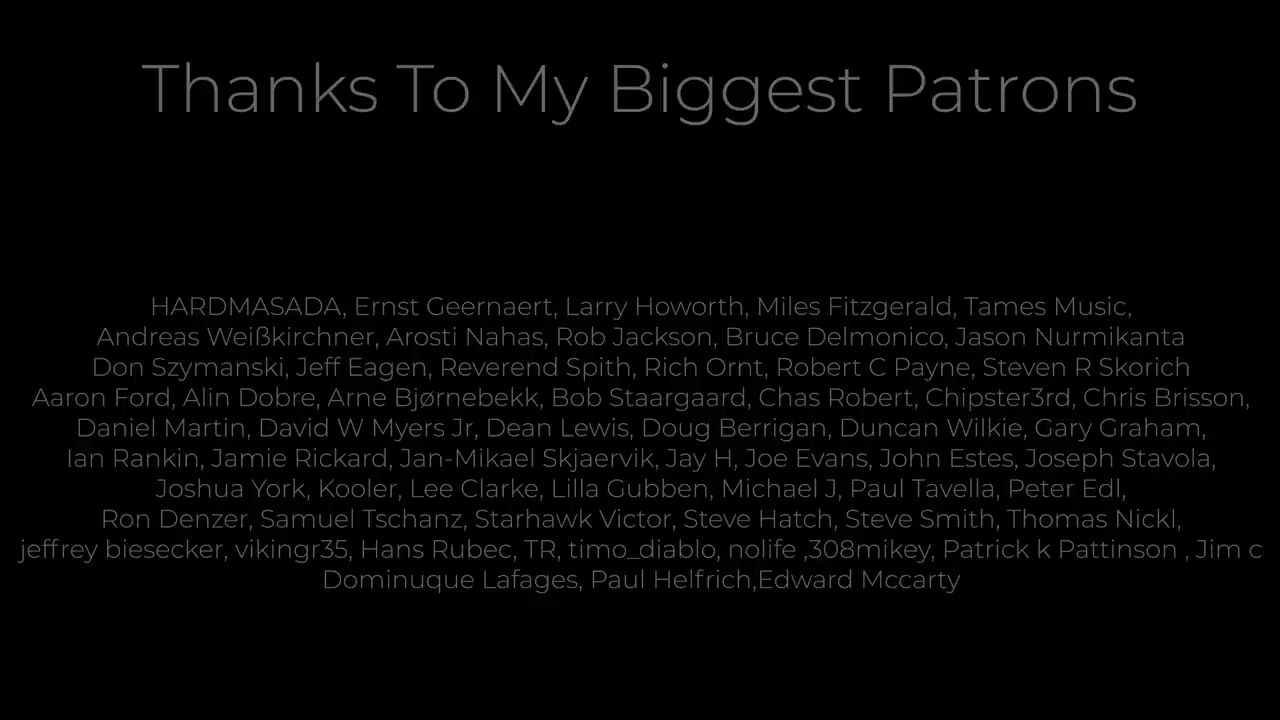 Thanks To My Biggest Patrons
HARDMASADA, Ernst Geernaert, Larry Howorth, Miles Fitzgerald, Tames Music,
Andreas Weißkirchner, Arosti Nahas, Rob Jackson, Bruce Delmonico, Jason Nurmikanta
Don Szymanski, Jeff Eagen, Reverend Spith, Rich Ornt, Robert C Payne, Steven R Skorich
Aaron Ford, Alin Dobre, Arne Bjørnebekk, Bob Staargaard, Chas Robert, Chipster3rd, Chris Brisson,
Daniel Martin, David W Myers Jr, Dean Lewis, Doug Berrigan, Duncan Wilkie, Gary Graham,
Ian Rankin, Jamie Rickard, Jan-Mikael Skjaervik, Jay H, Joe Evans, John Estes, Joseph Stavola,
Joshua York, Kooler, Lee Clarke, Lilla Gubben, Michael J, Paul Tavella, Peter Edl,
Ron Denzer, Samuel Tschanz, Starhawk Victor, Steve Hatch, Steve Smith, Thomas Nickl,
jeffrey biesecker, vikingr35, Hans Rubec, TR, timo_diablo, nolife ,308mikey, Patrick k Pattinson , Jim c
Dominuque Lafages, Paul Helfrich,Edward Mccarty